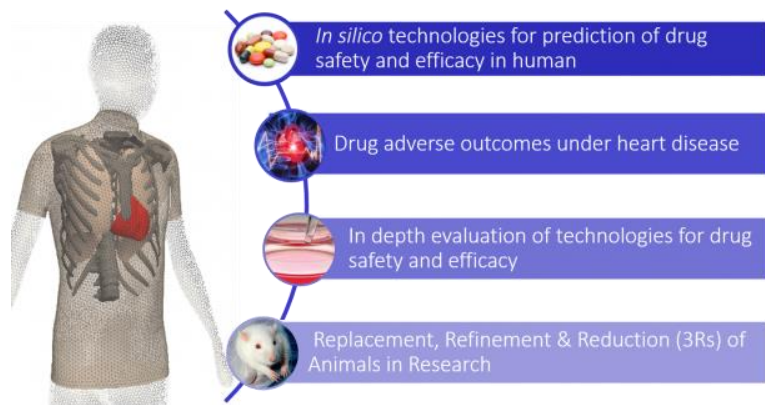 In silico technologies for prediction of drug
safety and efficacy in human
Drug adverse outcomes under heart disease
In depth evaluation of technologies for drug
safety and efficacy
Replacement, Refinement & Reduction (3Rs) of
Animals in Research